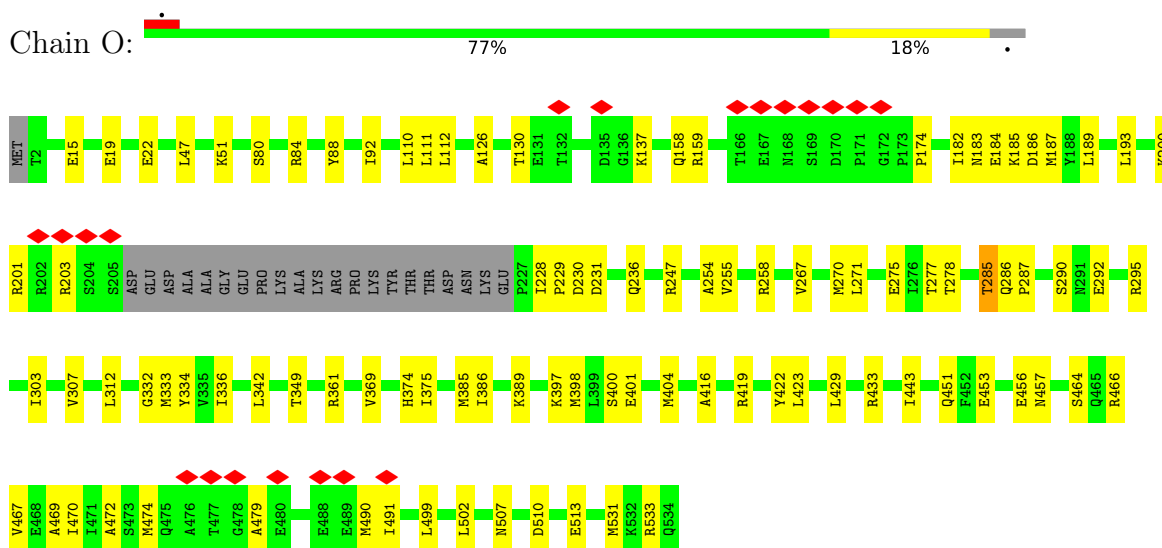 Chain O:
77% 18%
MET T2 E15 E19 E22 L47 K51 S80 R84 Y88 I92 L110 L111 L112 A126 T130 E131 T132 D135 G136 K137 Q158 R159 T166 E167 N168 S169 D170 P171 G172 P173 P174 I182 N183 E184 K185 D186 M187 Y188 L189 L193
R201 R202 R203 S204 S205 ASP GLU ASP ALA ALA GLY GLU PRO LYS ALA LYS ARG PRO LYS TYR THR THR ASP ASN LYS GLU P227 I228 P229 D230 D231 Q236 R247 A254 V255 R258 V267 M270 L271 E275 I276 T277 T278 T285 Q286 P287 S290 N291 E292 R295
I303 V307 L312 G332 M333 Y334 V335 I336 L342 T349 R361 V369 H374 I375 M385 I386 K389 K397 M398 L399 S400 E401 M404 A416 R419 Y422 L423 L429 R433 I443 Q451 F452 E453 E456 N457 S464 Q465 R466
V467 E468 A469 I470 I471 A472 S473 M474 Q475 A476 T477 G478 A479 E480 E488 E489 M490 I491 L499 L502 N507 D510 E513 M531 K532 R533 Q534